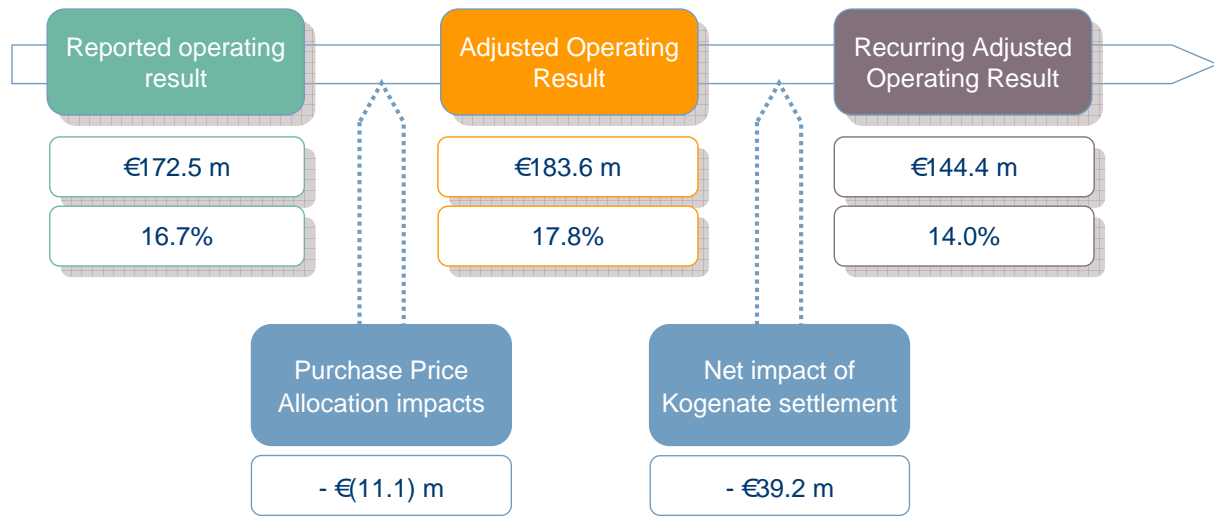 Reported operating
result
Adjusted Operating
Result
Recurring Adjusted
Operating Result
€172.5 m
€183.6 m
€144.4 m
16.7%
17.8%
14.0%
Purchase Price
Allocation impacts
Net impact of
Kogenate settlement
- €(11.1) m
- €39.2 m